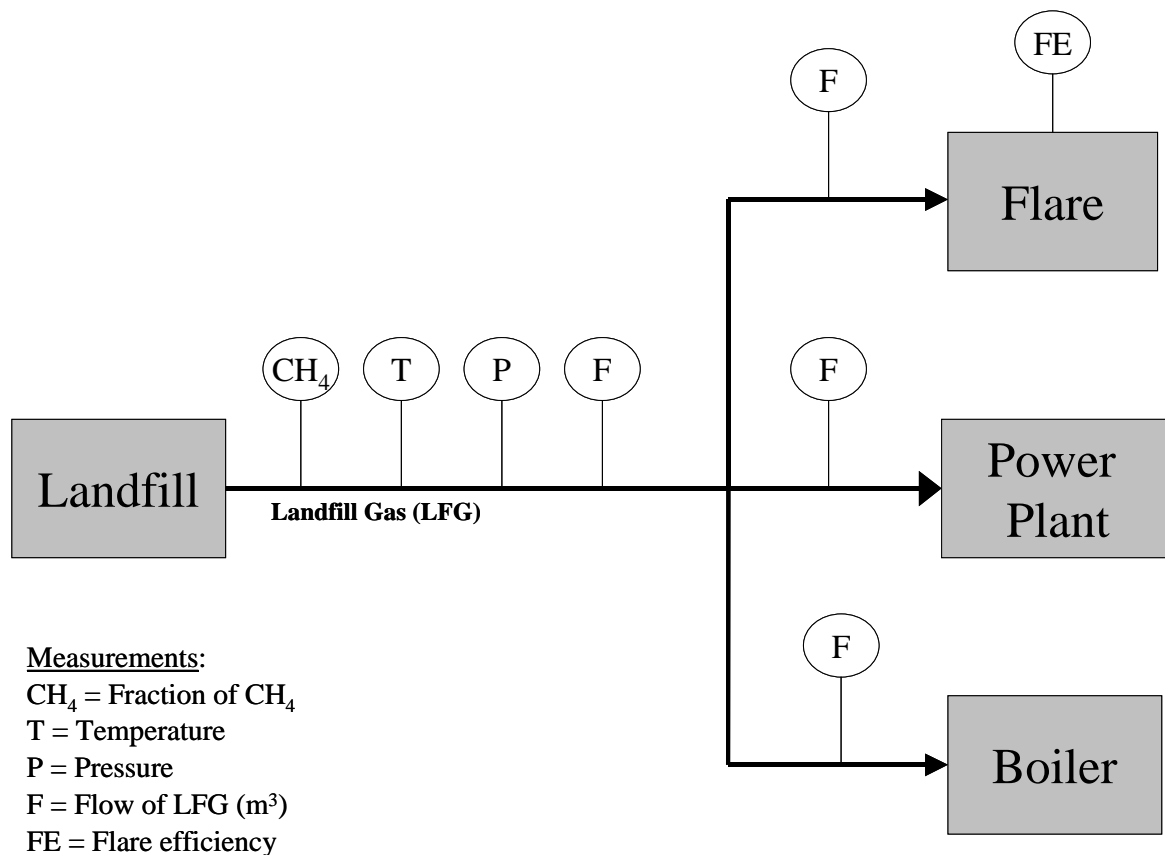 FE
F
Flare
CH₄ T P F F
Landfill
Landfill Gas (LFG)
Power
Plant
F
Boiler
Measurements:
CH₄ = Fraction of CH₄
T = Temperature
P = Pressure
F = Flow of LFG (m³)
FE = Flare efficiency